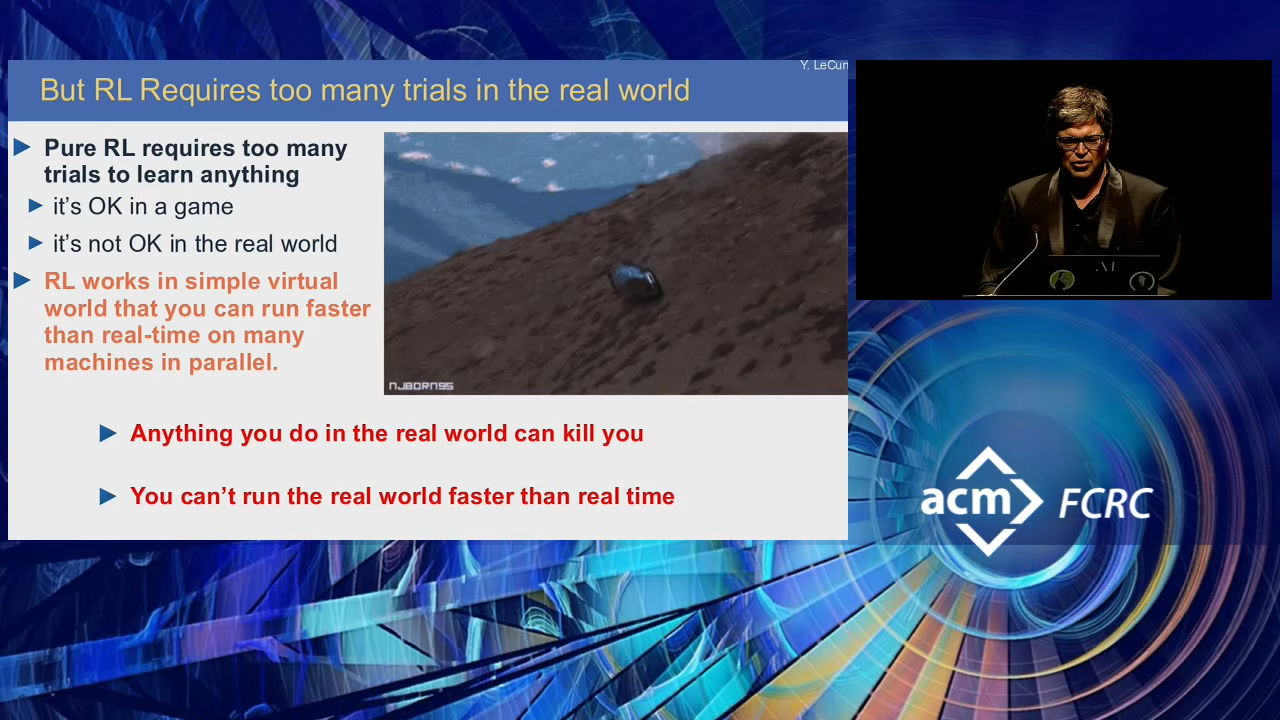 Y. LeCun
But RL Requires too many trials in the real world
Pure RL requires too many
trials to learn anything
it's OK in a game
it's not OK in the real world
RL works in simple virtual
world that you can run faster
than real-time on many
machines in parallel.
NJBORN95
Anything you do in the real world can kill you
You can't run the real world faster than real time
acm FCRC